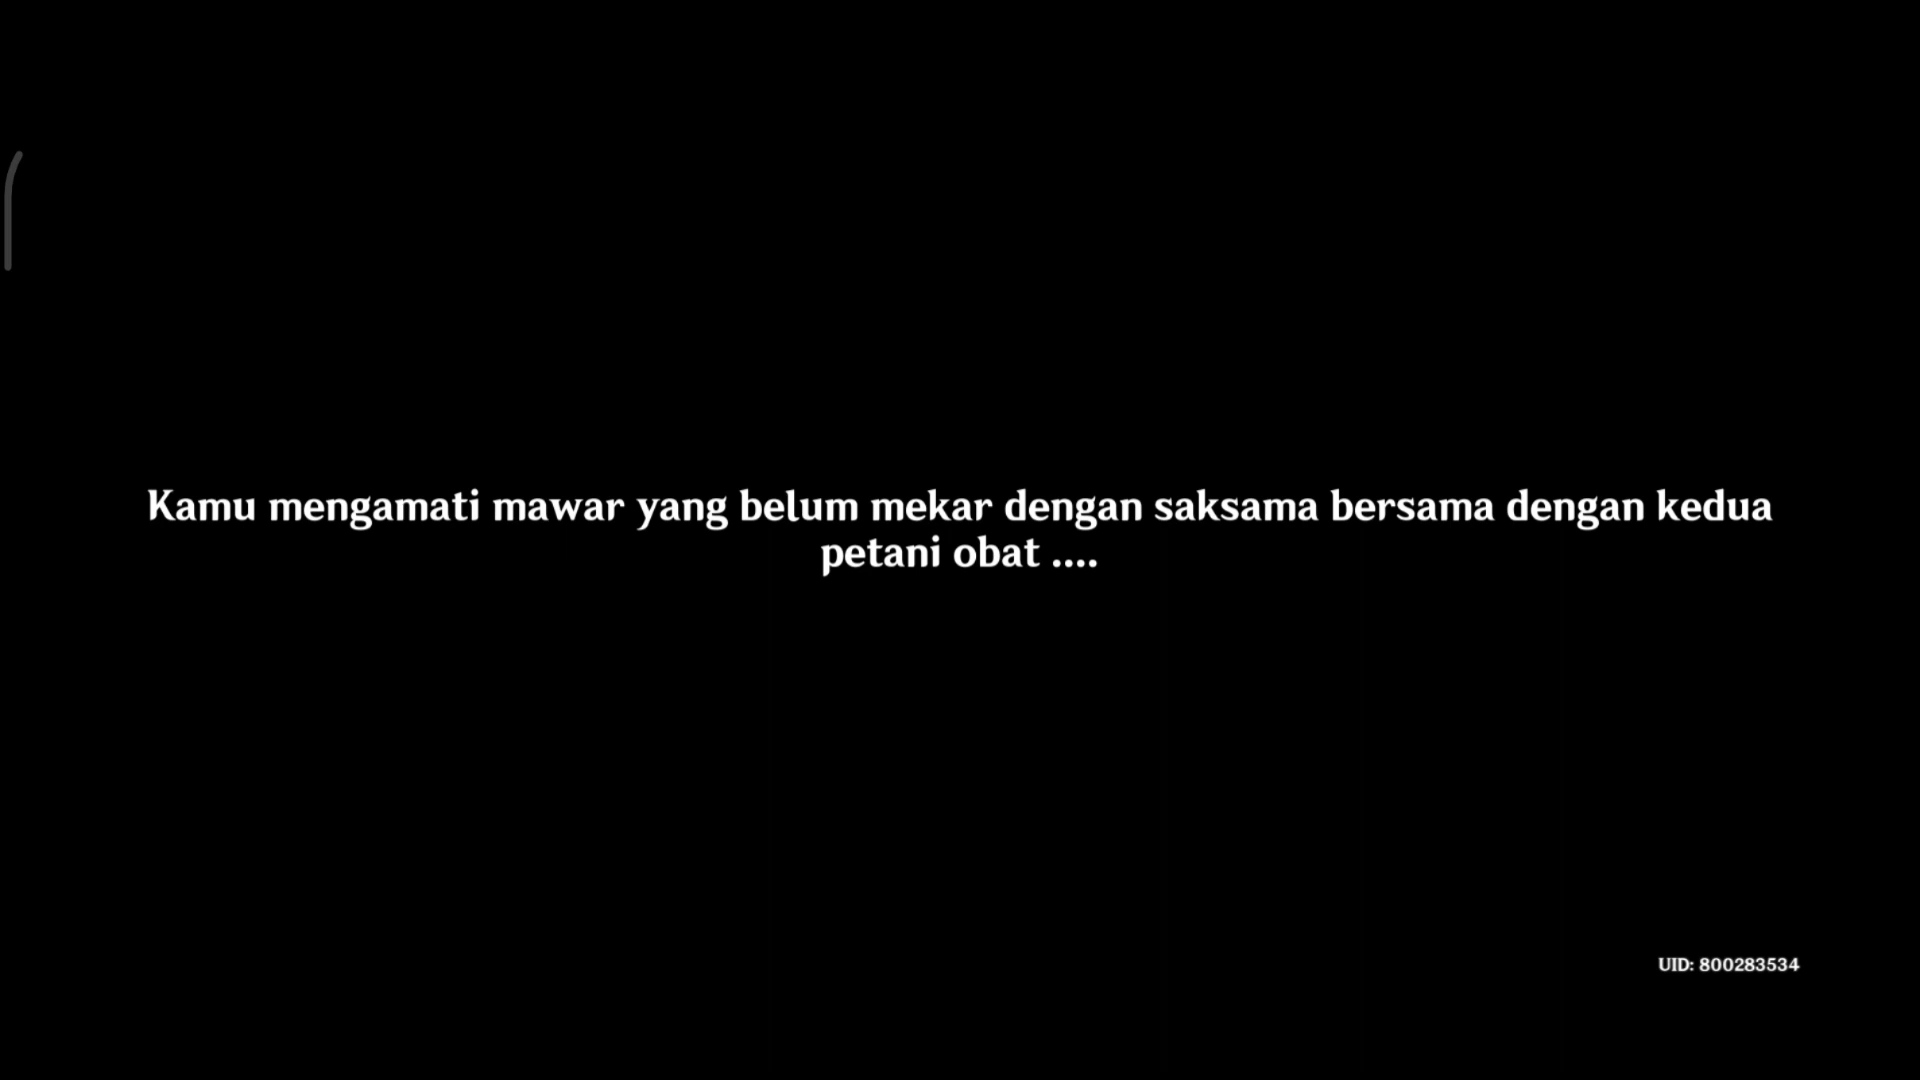 Kamu mengamati mawar yang belum mekar dengan saksama bersama dengan kedua
petani obat ....
UID: 800283534